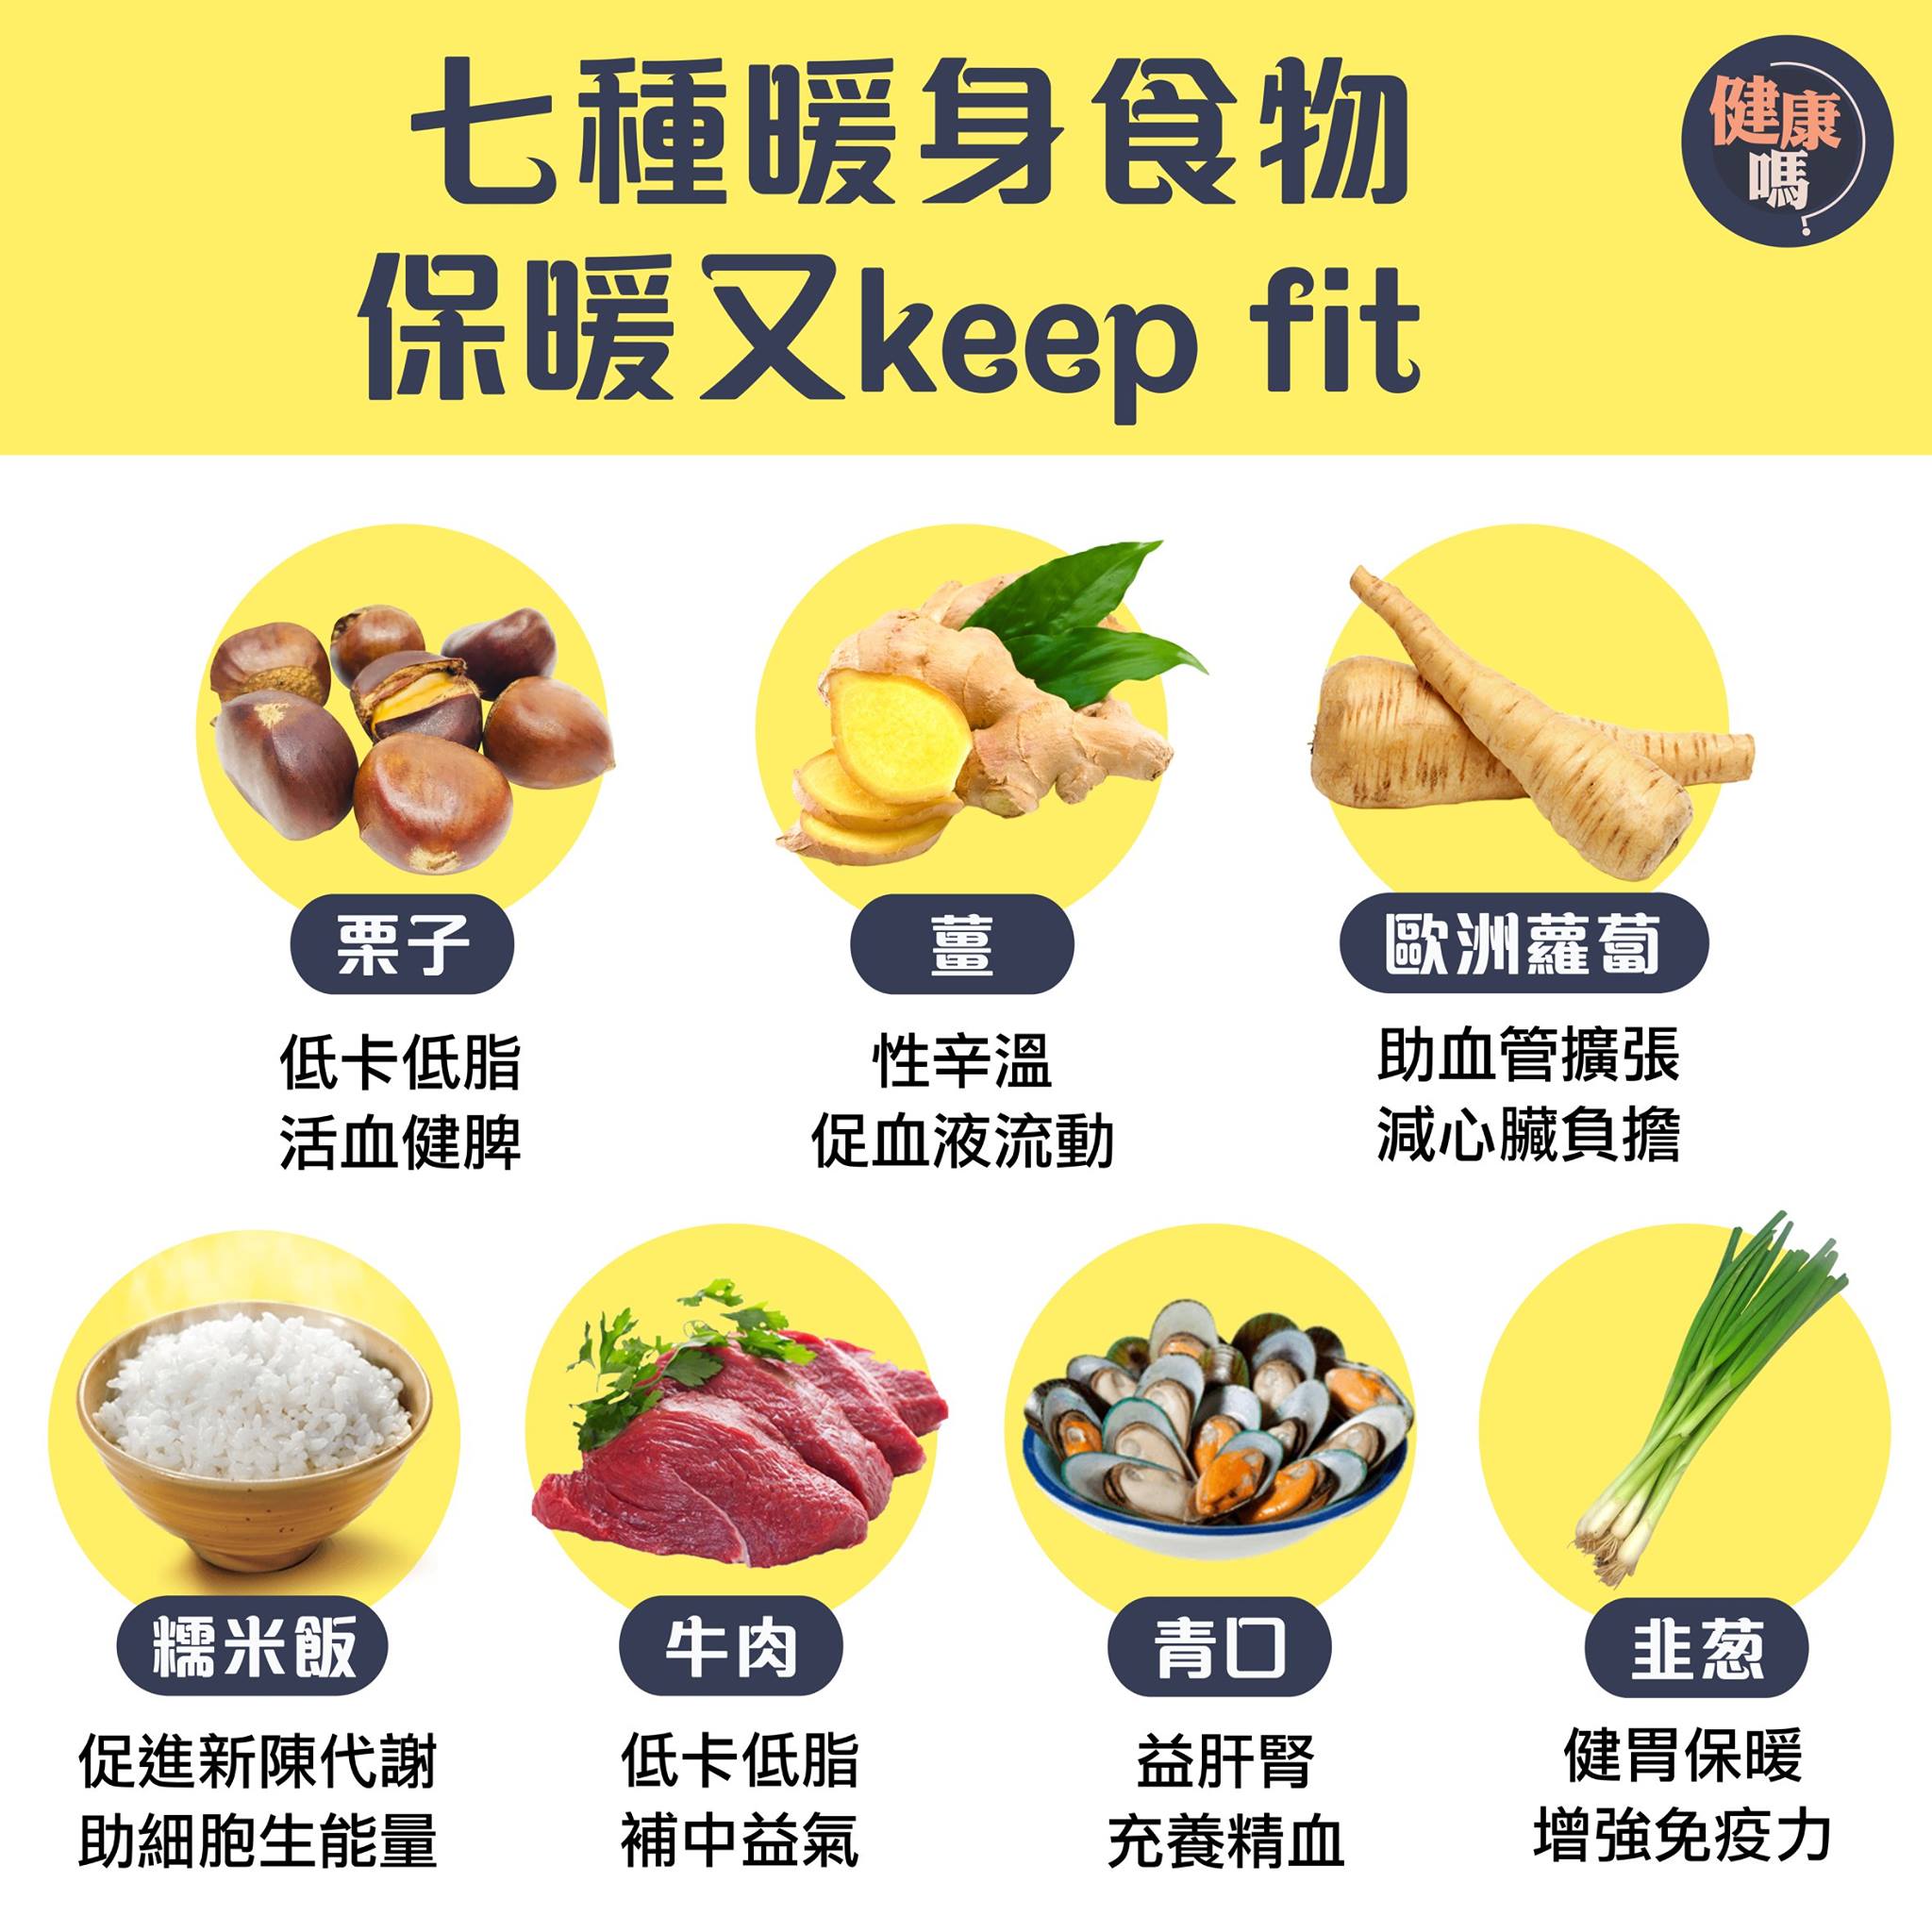 七種暖身食物
保暖又keep fit
健康
嗎?
栗子
低卡低脂
活血健脾
薑
性辛溫
促血液流動
歐洲蘿蔔
助血管擴張
減心臟負擔
糯米飯
促進新陳代謝
助細胞生能量
牛肉
低卡低脂
補中益氣
青口
益肝腎
充養精血
韭葱
健胃保暖
增強免疫力